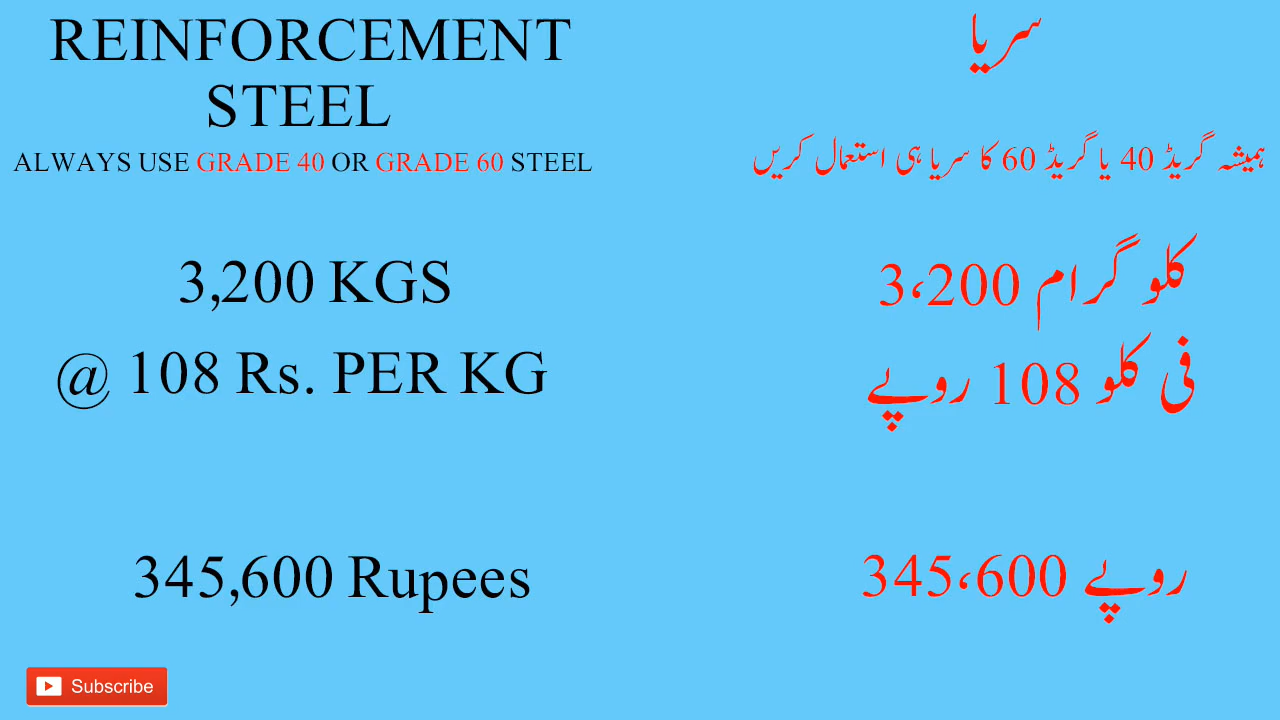 REINFORCEMENT
STEEL
ALWAYS USE GRADE 40 OR GRADE 60 STEEL
3,200 KGS
@ 108 Rs. PER KG
345,600 Rupees
سریا
ہمیشہ گریڈ 40 یا گریڈ 60 کا سریا ہی استعمال کریں
کلو گرام 3،200
فی کلو 108 روپے
روپے 345،600
Subscribe